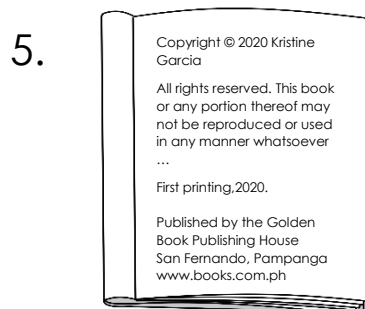 5.
Copyright © 2020 Kristine
Garcia
All rights reserved. This book
or any portion thereof may
not be reproduced or used
in any manner whatsoever
…
First printing,2020.
Published by the Golden
Book Publishing House
San Fernando, Pampanga
www.books.com.ph